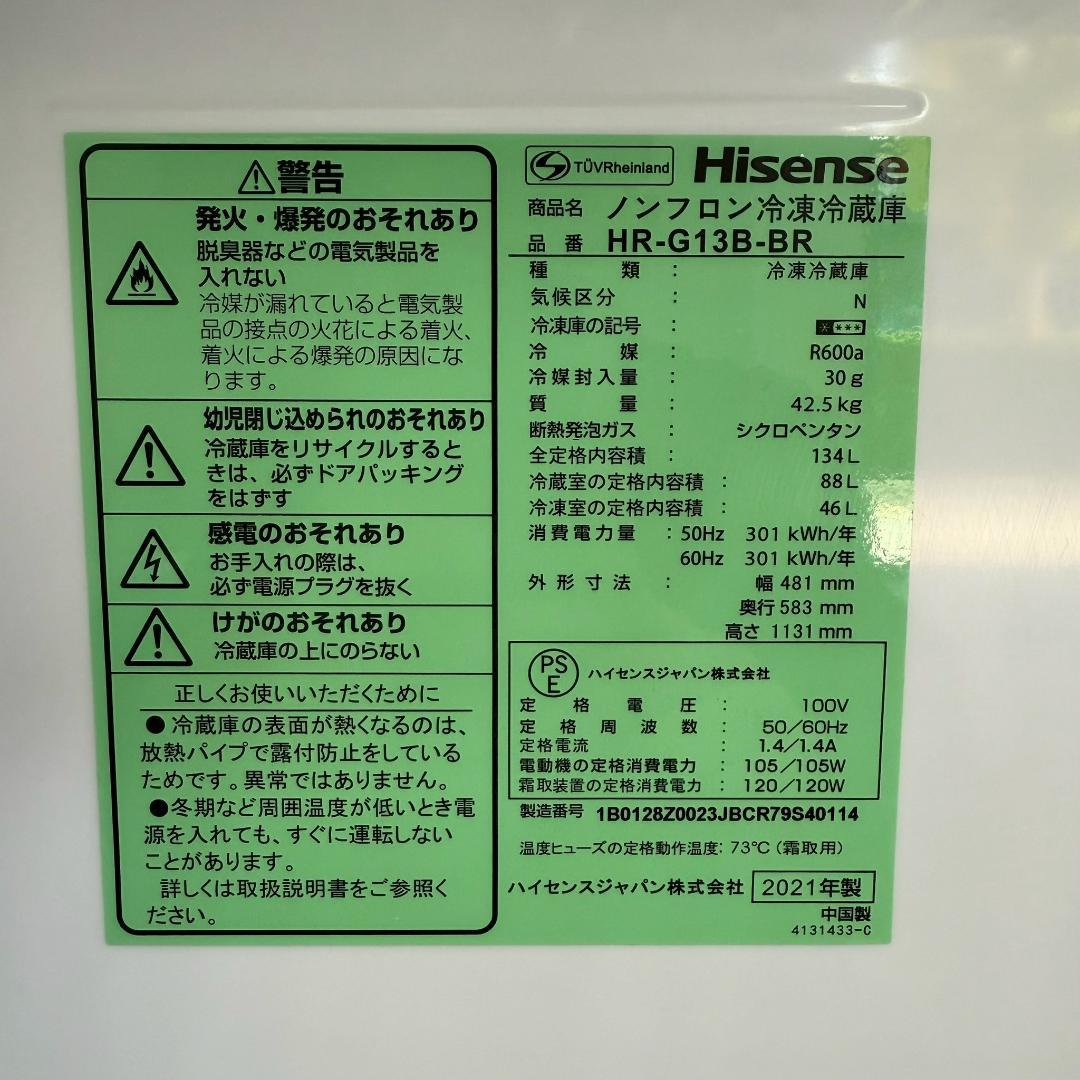 警告
発火・爆発のおそれあり
脱臭器などの電気製品を
入れない
冷媒が漏れていると電気製
品の接点の火花による着火、
着火による爆発の原因にな
ります。
幼児閉じ込められのおそれあり
冷蔵庫をリサイクルすると
きは、必ずドアパッキング
をはずす
感電のおそれあり
お手入れの際は、
必ず電源プラグを抜く
けがのおそれあり
冷蔵庫の上にのらない
正しくお使いいただくために
●冷蔵庫の表面が熱くなるのは、
放熱パイプで露付防止をしている
ためです。異常ではありません。
●冬期など周囲温度が低いとき電
源を入れても、すぐに運転しない
ことがあります。
詳しくは取扱説明書をご参照く
ださい。
TÜVRheinland Hisense
商品名 ノンフロン冷凍冷蔵庫
品番 HR-G13B-BR
種類： 冷凍冷蔵庫
気候区分： N
冷凍庫の記号： ****
冷媒： R600a
冷媒封入量： 30g
質量： 42.5kg
断熱発泡ガス： シクロペンタン
全定格内容積： 134L
冷蔵室の定格内容積： 88L
冷凍室の定格内容積： 46L
消費電力量：50Hz 301 kWh/年
60Hz 301 kWh/年
外形寸法： 幅 481 mm
奥行 583 mm
高さ 1131 mm
PSE ハイセンスジャパン株式会社
定格電圧： 100V
定格周波数： 50/60Hz
定格電流： 1.4/1.4A
電動機の定格消費電力： 105/105W
霜取装置の定格消費電力： 120/120W
製造番号 1B0128Z0023JBCR79S40114
温度ヒューズの定格動作温度：73℃（霜取用）
ハイセンスジャパン株式会社 2021年製
中国製
4131433-C